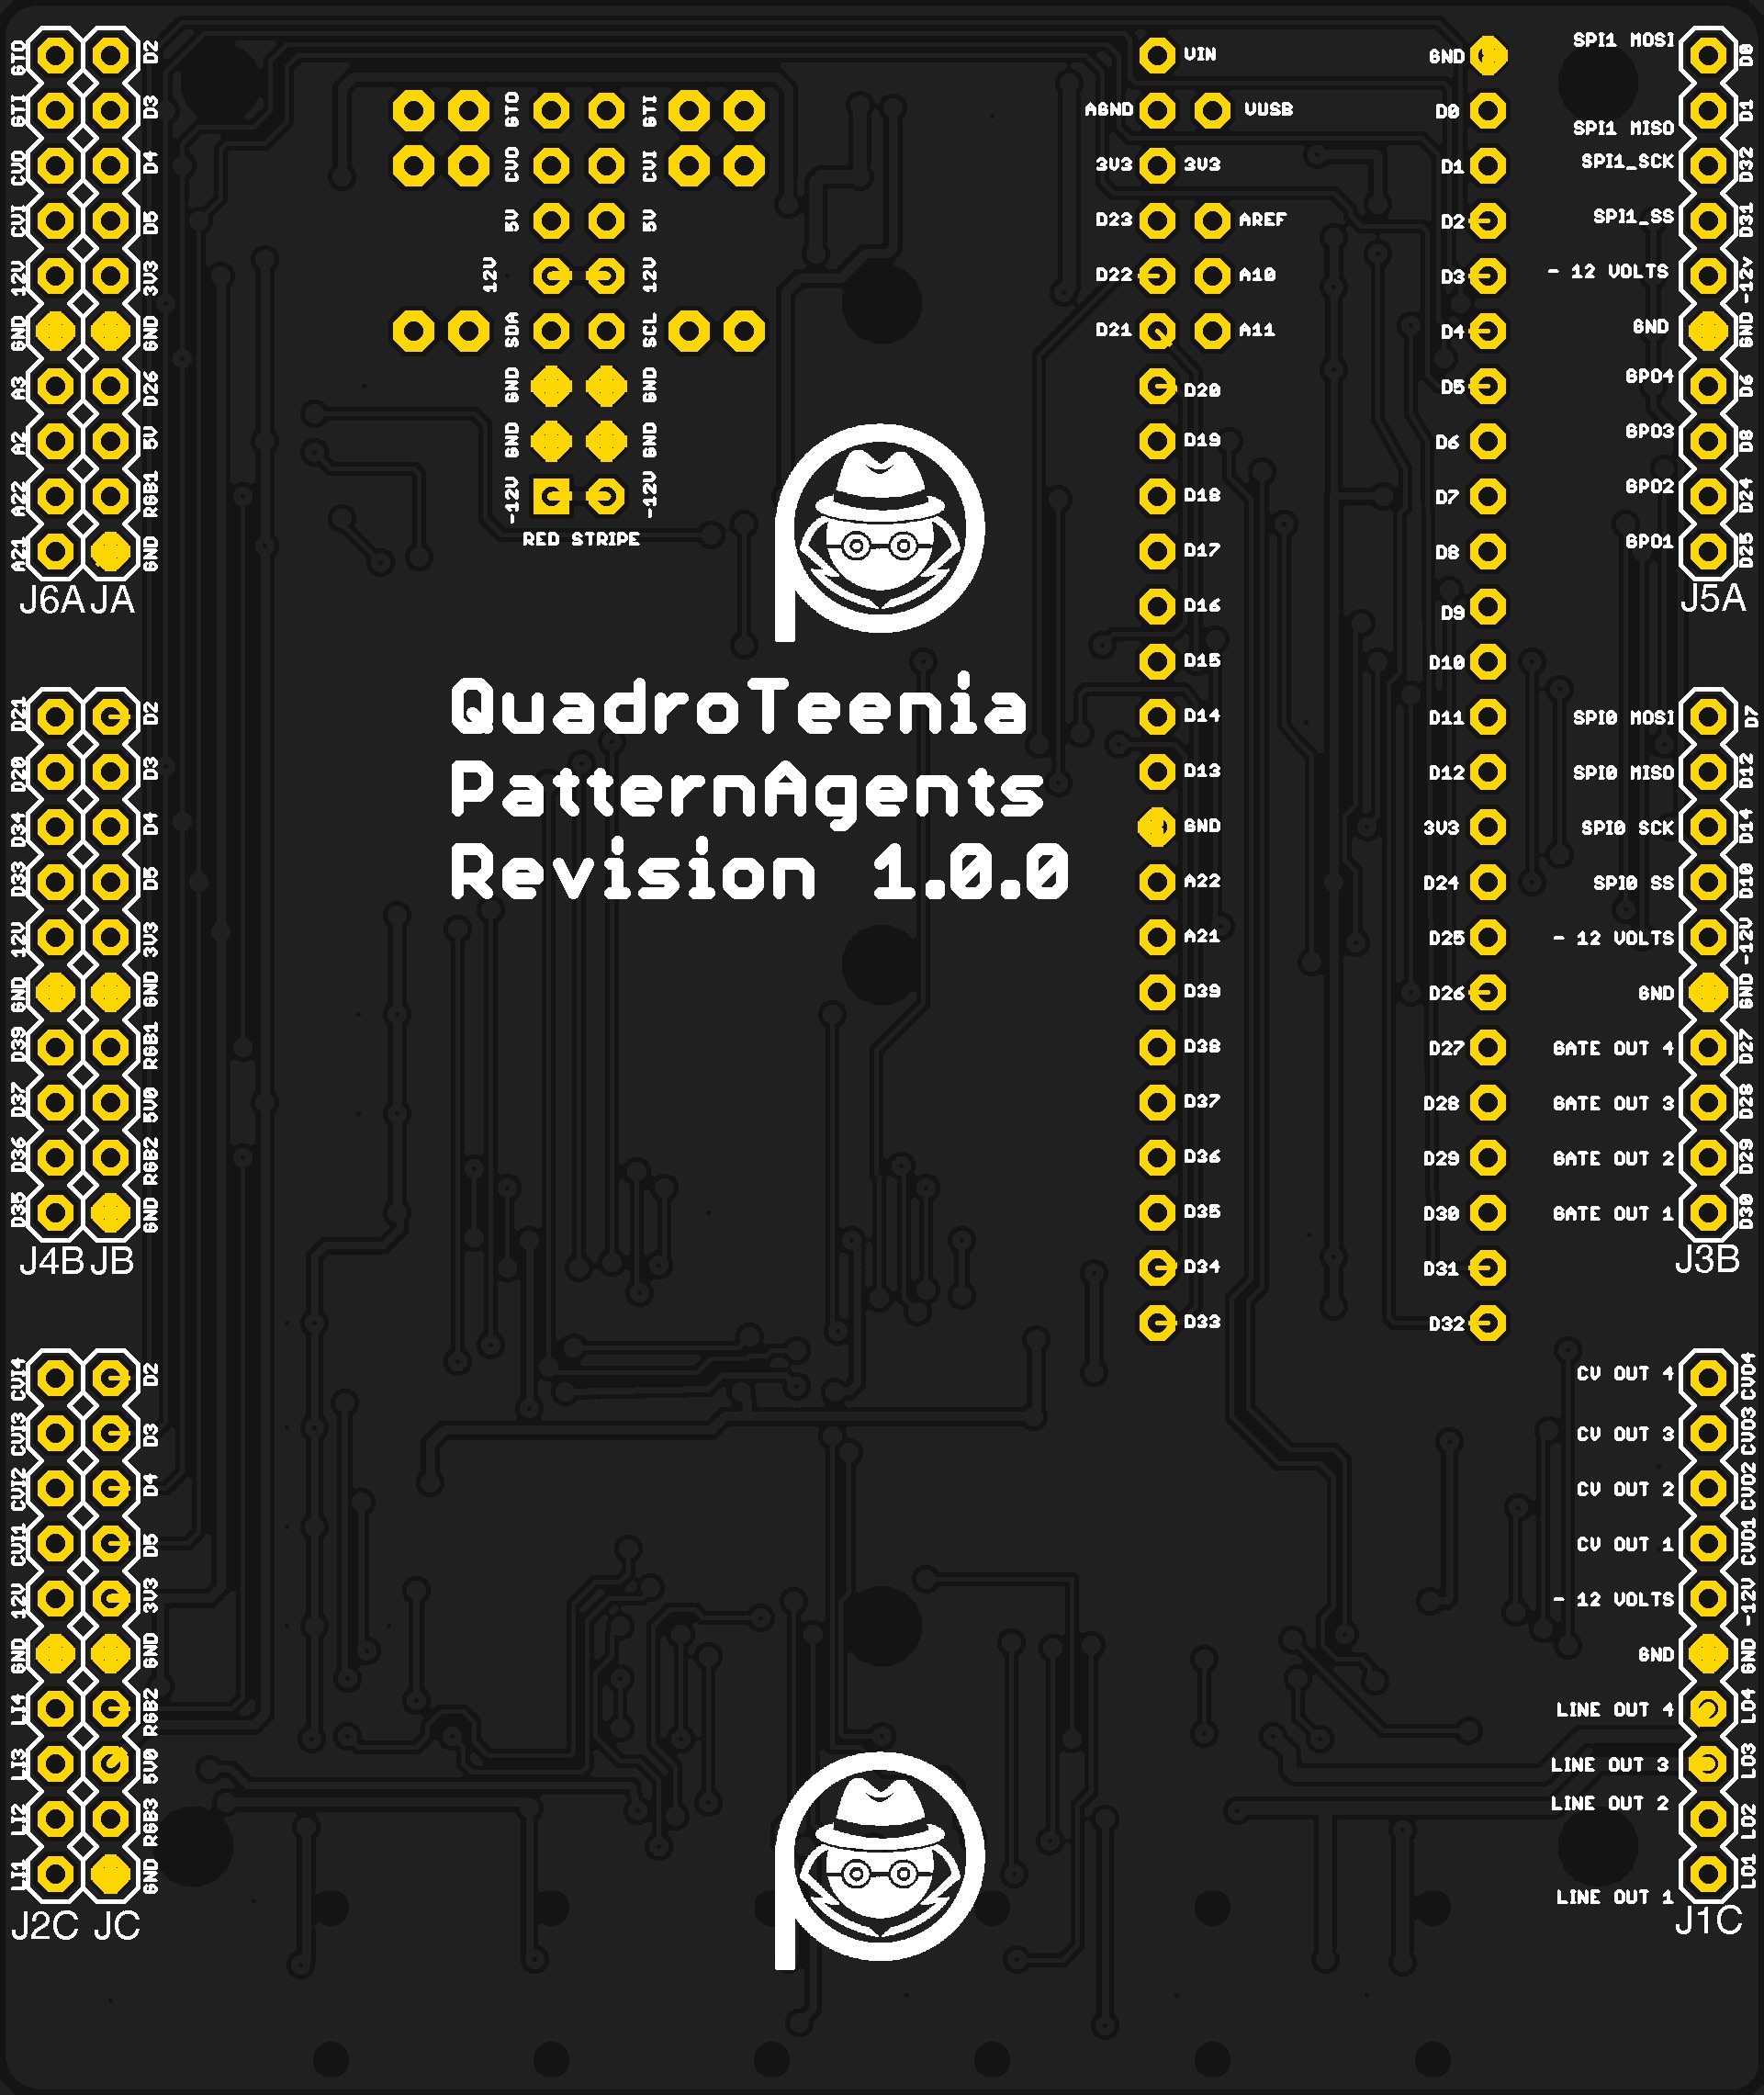 GTO
GTI
CVO
CVI
12V
GND
A3
A2
A22
A21
J6A
D2
D3
D4
D5
3V3
GND
D26
5V
RGB1
GND
JA
GTO GTI
CVO CVI
5V 5V
12V 12V
SDA SCL
GND GND
GND GND
-12V -12V
RED STRIPE
QuadroTeenia
PatternAgents
Revision 1.0.0
VIN
AGND VUSB
3V3 3V3
D23 AREF
D22 A10
D21 A11
D20
D19
D18
D17
D16
D15
D14
D13
GND
A22
A21
D39
D38
D37
D36
D35
D34
D33
GND
D0
D1
D2
D3
D4
D5
D6
D7
D8
D9
D10
D11
D12
3V3
D24
D25
D26
D27
D28
D29
D30
D31
D32
SPI1 MOSI D0
SPI1 MISO D1
SPI1_SCK D32
SPI1_SS D31
- 12 VOLTS -12v
GND GND
GPO4 D6
GPO3 D8
GPO2 D24
GPO1 D25
J5A
D21
D20
D34
D33
12V
GND
D39
D37
D36
D35
J4B
D2
D3
D4
D5
3V3
GND
RGB1
5V0
RGB2
GND
JB
SPI0 MOSI D7
SPI0 MISO D12
SPI0 SCK D14
SPI0 SS D10
- 12 VOLTS -12V
GND GND
GATE OUT 4 D27
GATE OUT 3 D28
GATE OUT 2 D29
GATE OUT 1 D30
J3B
CVI4
CVI3
CVI2
CVI1
12V
GND
LI4
LI3
LI2
LI1
J2C
D2
D3
D4
D5
3V3
GND
RGB2
5V0
RGB3
GND
JC
CV OUT 4 CVO4
CV OUT 3 CVO3
CV OUT 2 CVO2
CV OUT 1 CVO1
- 12 VOLTS -12V
GND GND
LINE OUT 4 LO4
LINE OUT 3 LO3
LINE OUT 2 LO2
LINE OUT 1 LO1
J1C